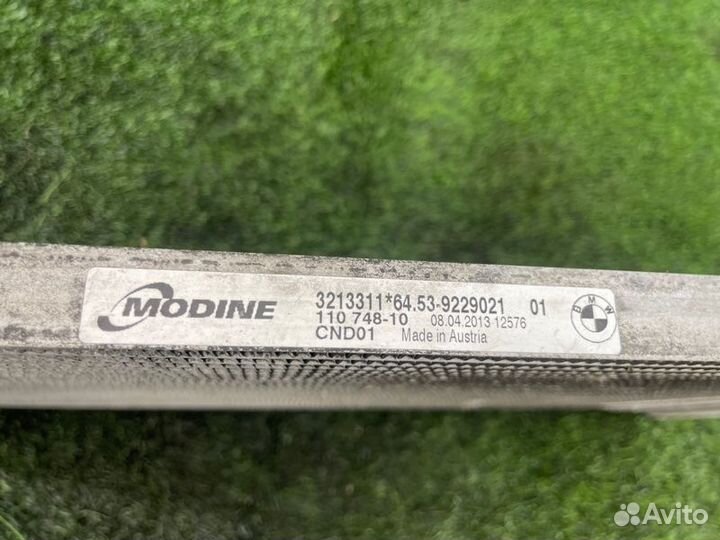 MODINE
3213311*64.53-9229021 01
110 748-10 08.04.2013 12576
CND01 Made in Austria
BMW
Avito